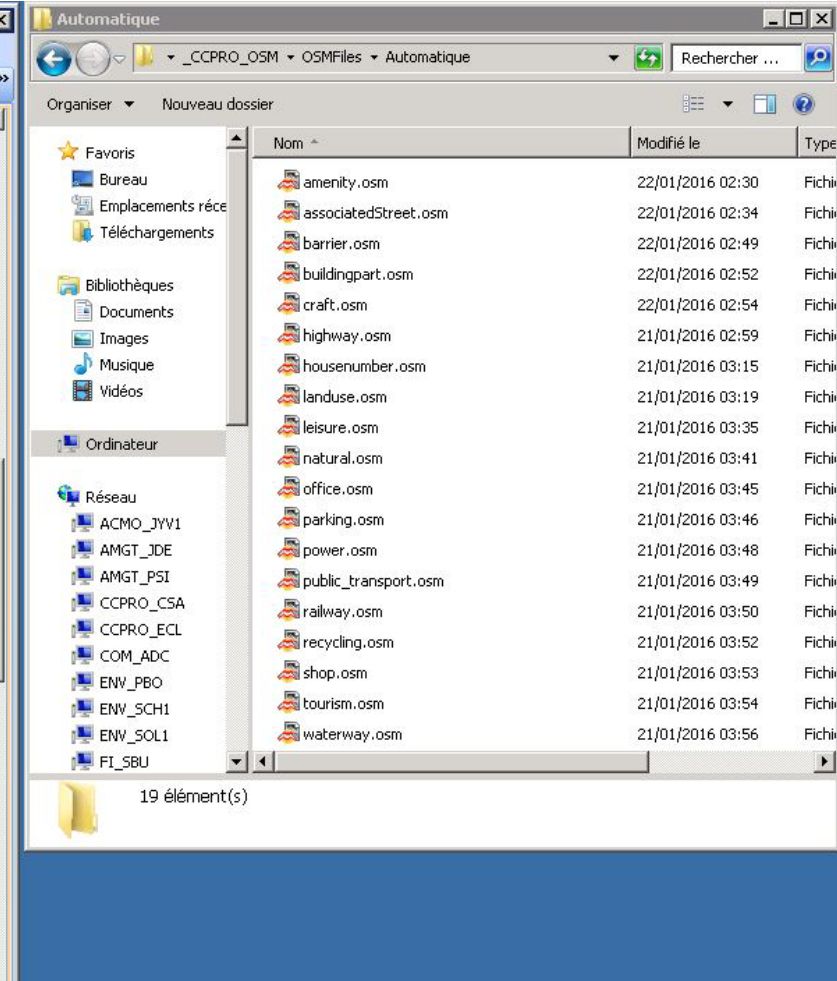 Automatique
_CCPRO_OSM OSMFiles Automatique Rechercher ...
Organiser Nouveau dossier
Favoris
Bureau
Emplacements réce
Téléchargements
Bibliothèques
Documents
Images
Musique
Vidéos
Ordinateur
Réseau
ACMO_JYV1
AMGT_JDE
AMGT_PSI
CCPRO_CSA
CCPRO_ECL
COM_ADC
ENV_PBO
ENV_SCH1
ENV_SOL1
FI_SBU
Nom Modifié le Type
amenity.osm 22/01/2016 02:30 Fichi
associatedStreet.osm 22/01/2016 02:34 Fichi
barrier.osm 22/01/2016 02:49 Fichi
buildingpart.osm 22/01/2016 02:52 Fichi
craft.osm 22/01/2016 02:54 Fichi
highway.osm 21/01/2016 02:59 Fichi
housenumber.osm 21/01/2016 03:15 Fichi
landuse.osm 21/01/2016 03:19 Fichi
leisure.osm 21/01/2016 03:35 Fichi
natural.osm 21/01/2016 03:41 Fichi
office.osm 21/01/2016 03:45 Fichi
parking.osm 21/01/2016 03:46 Fichi
power.osm 21/01/2016 03:48 Fichi
public_transport.osm 21/01/2016 03:49 Fichi
railway.osm 21/01/2016 03:50 Fichi
recycling.osm 21/01/2016 03:52 Fichi
shop.osm 21/01/2016 03:53 Fichi
tourism.osm 21/01/2016 03:54 Fichi
waterway.osm 21/01/2016 03:56 Fichi
19 élément(s)